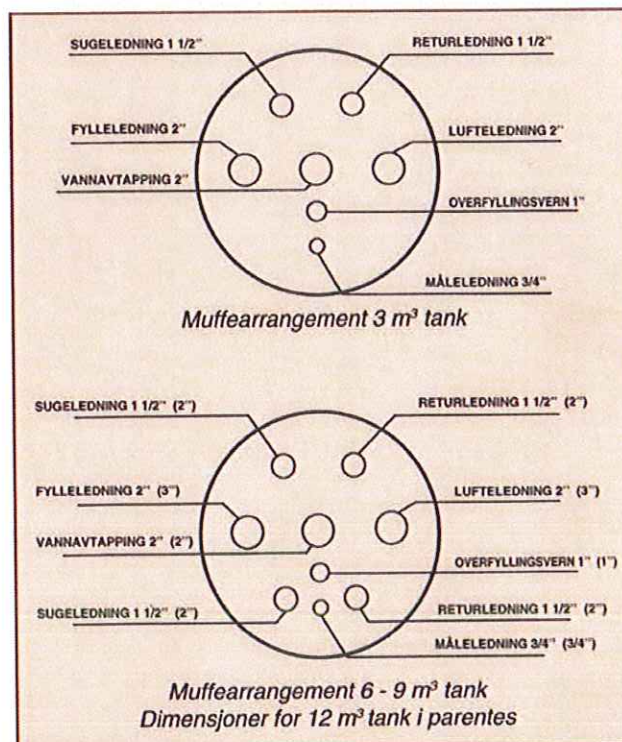 SUGELEDNING 1 1/2"
RETURLEDNING 1 1/2"
FYLLELEDNING 2"
LUFTELEDNING 2"
VANNAVTAPPING 2"
OVERFYLLINGSVERN 1"
MÅLELEDNING 3/4"
Muffearrangement 3 m³ tank
SUGELEDNING 1 1/2" (2")
RETURLEDNING 1 1/2" (2")
FYLLELEDNING 2" (3")
LUFTELEDNING 2" (3")
VANNAVTAPPING 2" (2")
OVERFYLLINGSVERN 1" (1")
SUGELEDNING 1 1/2" (2")
RETURLEDNING 1 1/2" (2")
MÅLELEDNING 3/4" (3/4")
Muffearrangement 6 - 9 m³ tank
Dimensjoner for 12 m³ tank i parentes